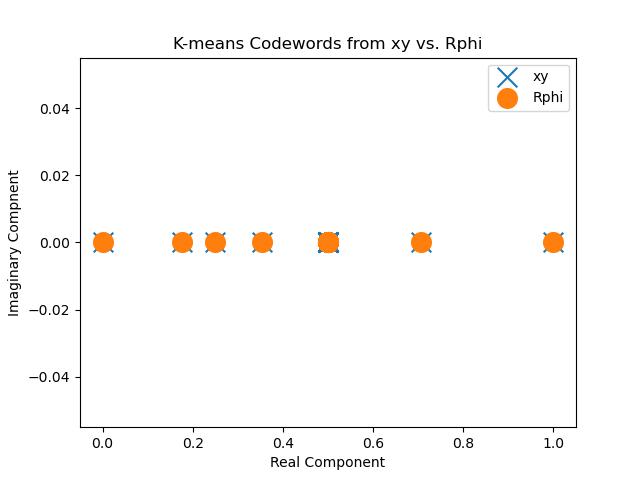 K-means Codewords from xy vs. Rphi
xy
Rphi
0.04
0.02
0.00
−0.02
−0.04
Imaginary Compnent
0.0 0.2 0.4 0.6 0.8 1.0
Real Component